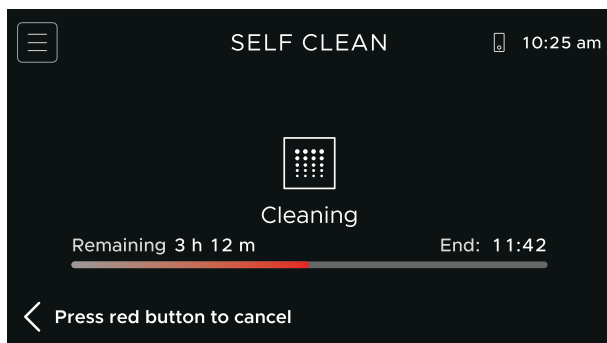 SELF CLEAN
10:25 am
Cleaning
Remaining 3 h 12 m
End: 11:42
Press red button to cancel